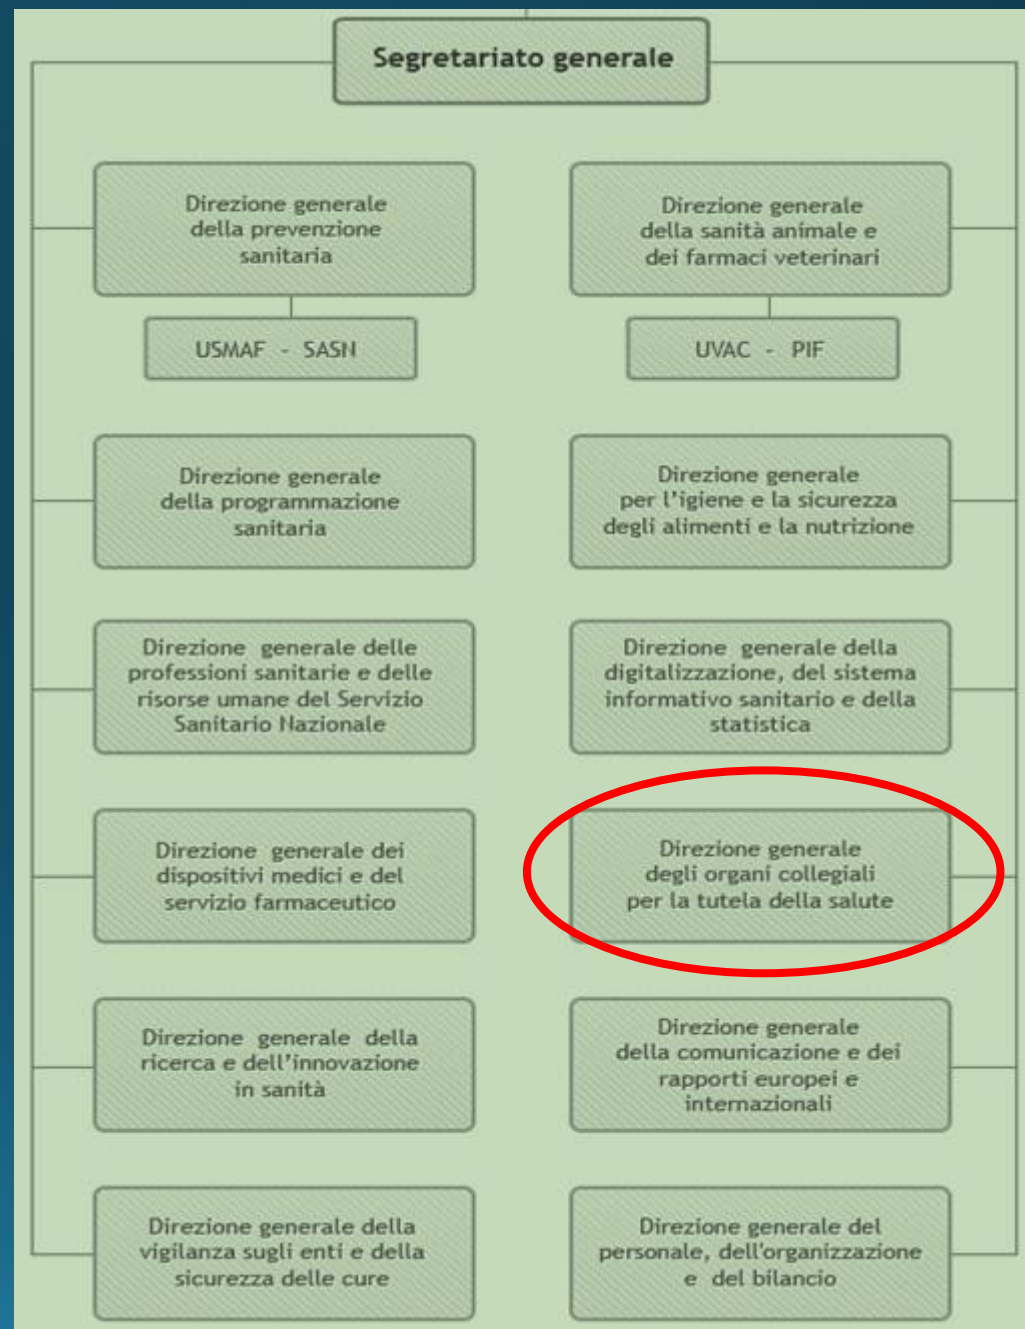 Segretariato generale
Direzione generale
della prevenzione
sanitaria
Direzione generale
della sanità animale e
dei farmaci veterinari
USMAF - SASN
UVAC - PIF
Direzione generale
della programmazione
sanitaria
Direzione generale
per l'igiene e la sicurezza
degli alimenti e la nutrizione
Direzione generale delle
professioni sanitarie e delle
risorse umane del Servizio
Sanitario Nazionale
Direzione generale della
digitalizzazione, del sistema
informativo sanitario e della
statistica
Direzione generale dei
dispositivi medici e del
servizio farmaceutico
Direzione generale
degli organi collegiali
per la tutela della salute
Direzione generale della
ricerca e dell'innovazione
in sanità
Direzione generale
della comunicazione e dei
rapporti europei e
internazionali
Direzione generale della
vigilanza sugli enti e della
sicurezza delle cure
Direzione generale del
personale, dell'organizzazione
e del bilancio